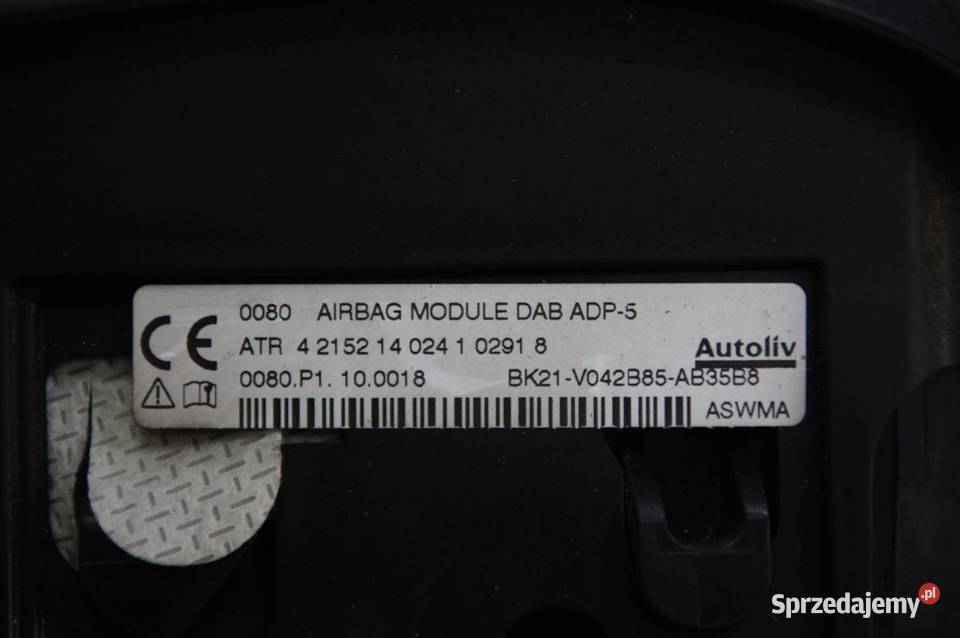 0080 AIRBAG MODULE DAB ADP-5
CE
ATR 4 2152 14 024 1 0291 8
Autoliv
0080.P1. 10.0018 BK21-V042B85-AB35B8
ASWMA
Sprzedajemy.pl